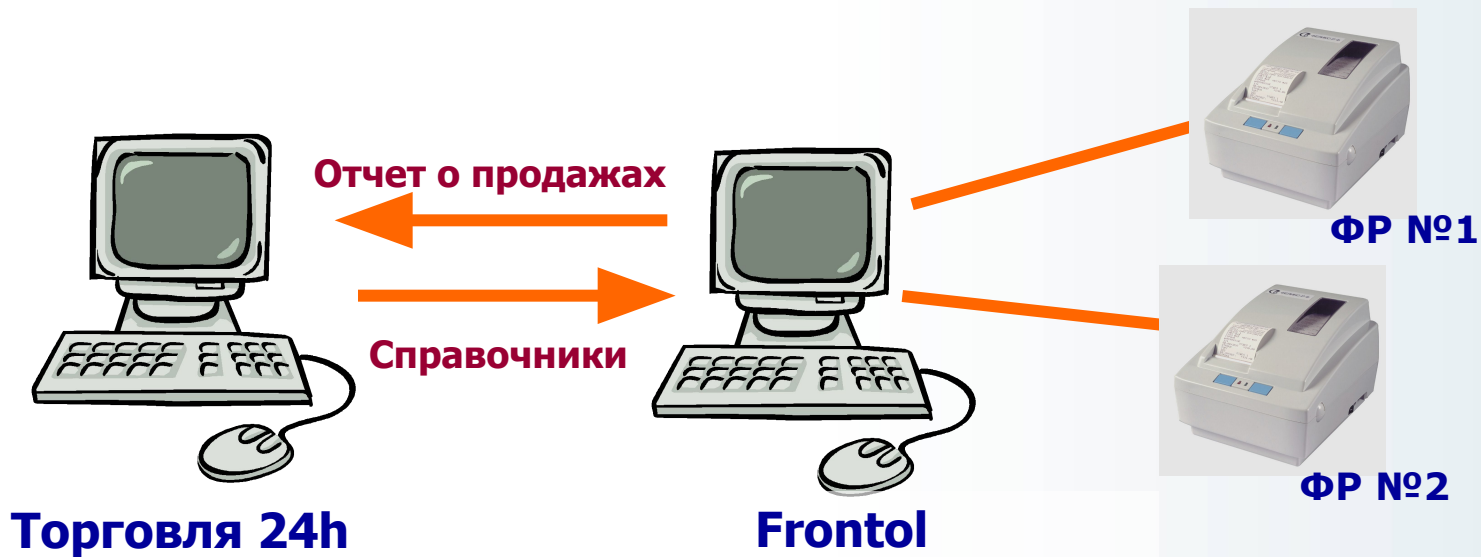 Отчет о продажах
ФР №1
Справочники
ФР №2
Торговля 24h
Frontol